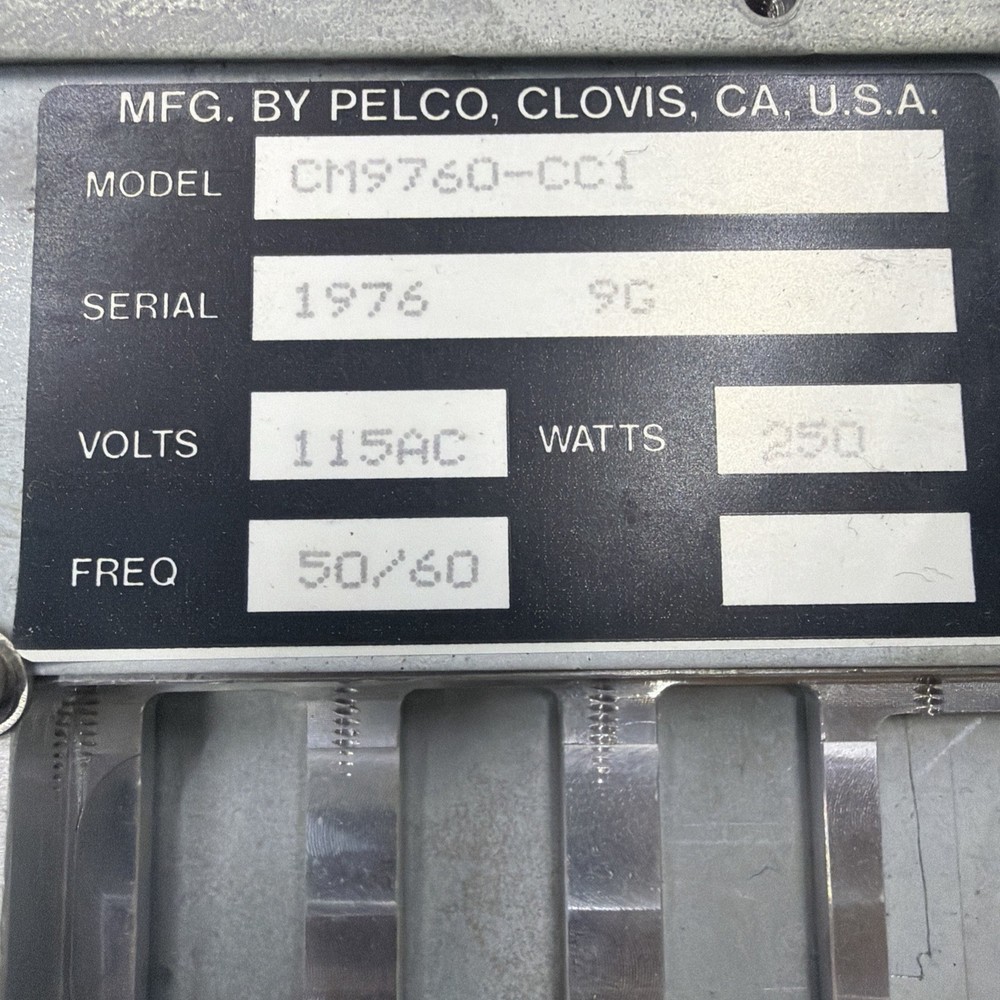 MFG. BY PELCO, CLOVIS, CA, U.S.A.
MODEL CM9760-CC1
SERIAL 1976 9G
VOLTS 115AC WATTS 250
FREQ 50/60